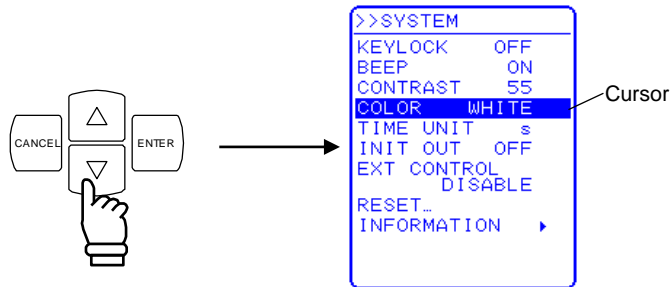 >>SYSTEM
KEYLOCK OFF
BEEP ON
CONTRAST 55
COLOR WHITE
TIME UNIT s
INIT OUT OFF
EXT CONTROL
DISABLE
RESET…
INFORMATION
Cursor
CANCEL
ENTER